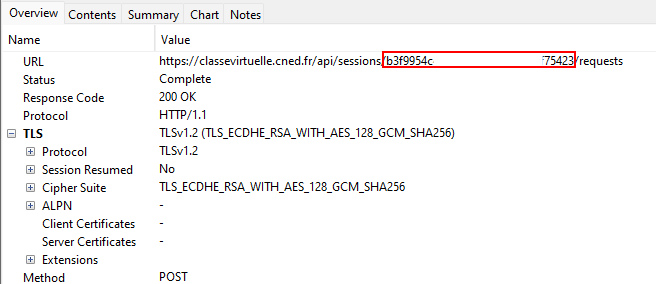 Overview Contents Summary Chart Notes
Name Value
URL https://classevirtuelle.cned.fr/api/sessions/b3f9954c f75423/requests
Status Complete
Response Code 200 OK
Protocol HTTP/1.1
TLS TLSv1.2 (TLS_ECDHE_RSA_WITH_AES_128_GCM_SHA256)
Protocol TLSv1.2
Session Resumed No
Cipher Suite TLS_ECDHE_RSA_WITH_AES_128_GCM_SHA256
ALPN -
Client Certificates -
Server Certificates -
Extensions
Method POST